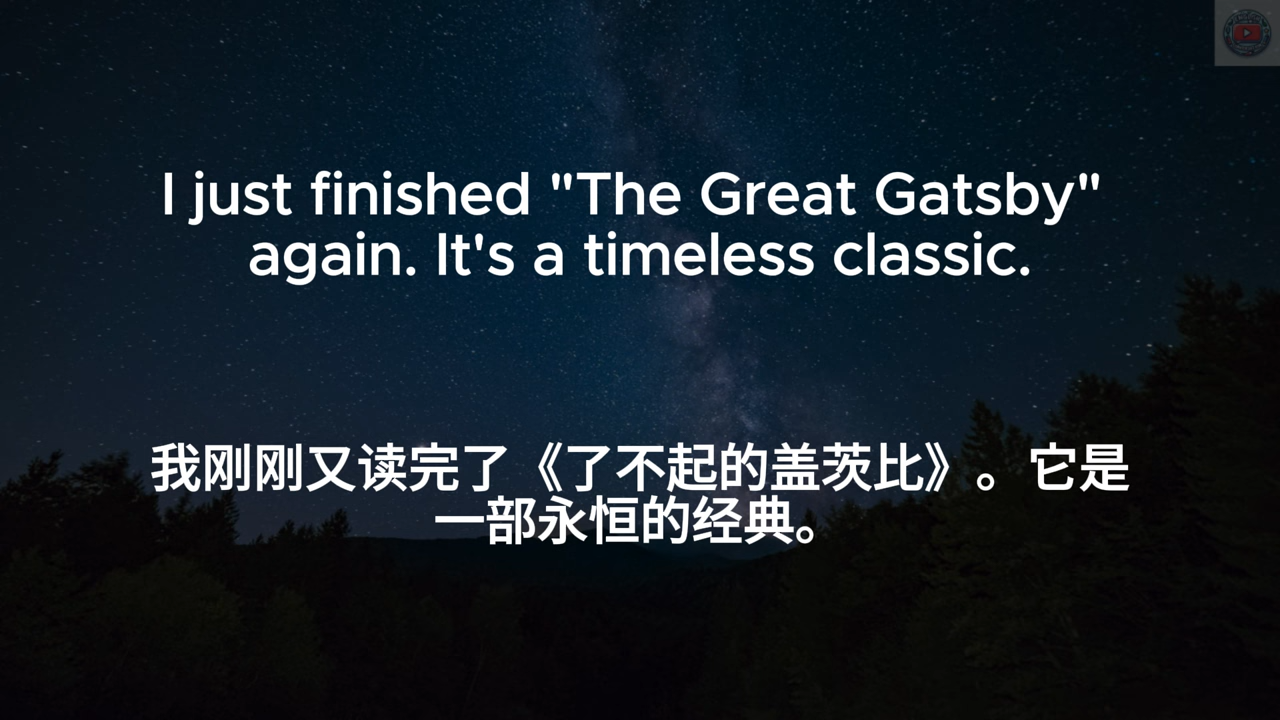 I just finished "The Great Gatsby"
again. It's a timeless classic.
我刚刚又读完了《了不起的盖茨比》。它是
一部永恒的经典。